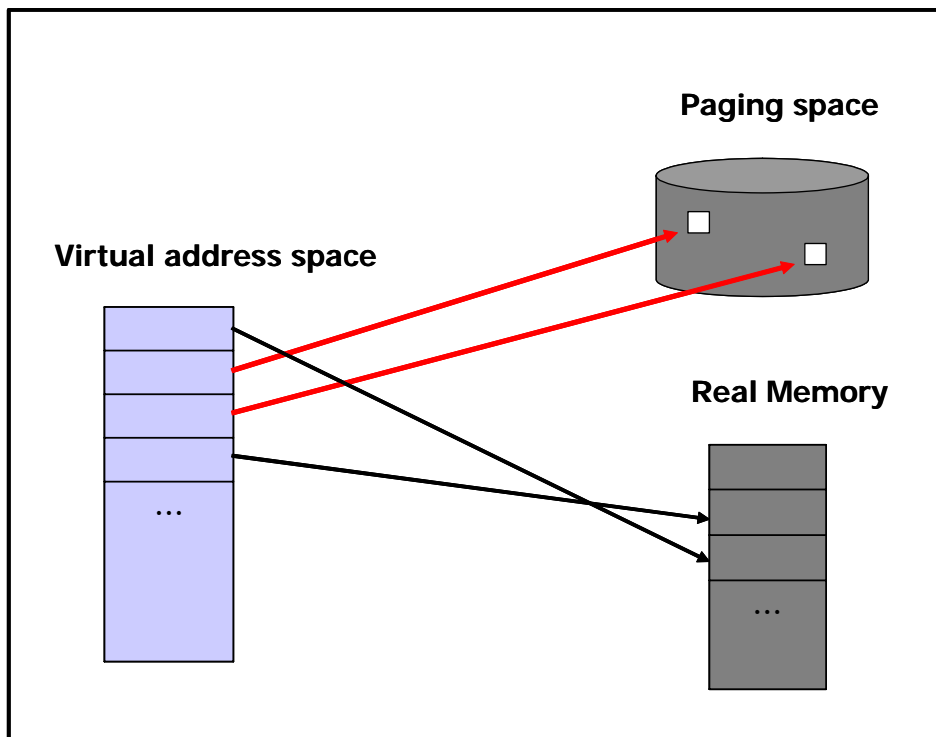 Paging space
Virtual address space
Real Memory
...
...